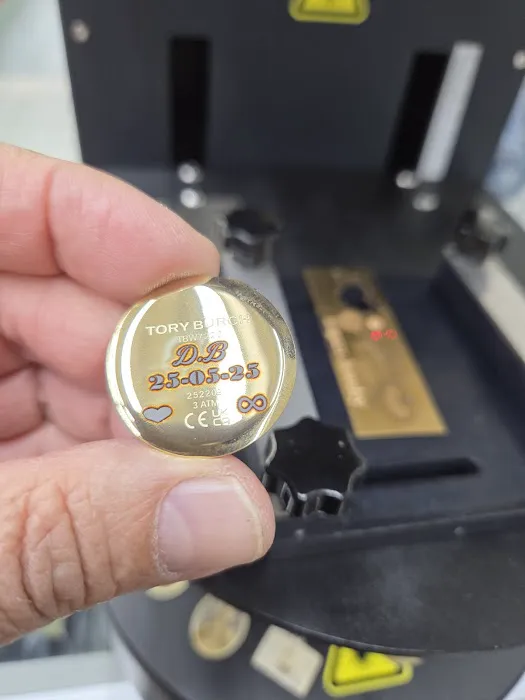 TORY BURCH
D.B
25-05-25
3 ATM
CE UK CA